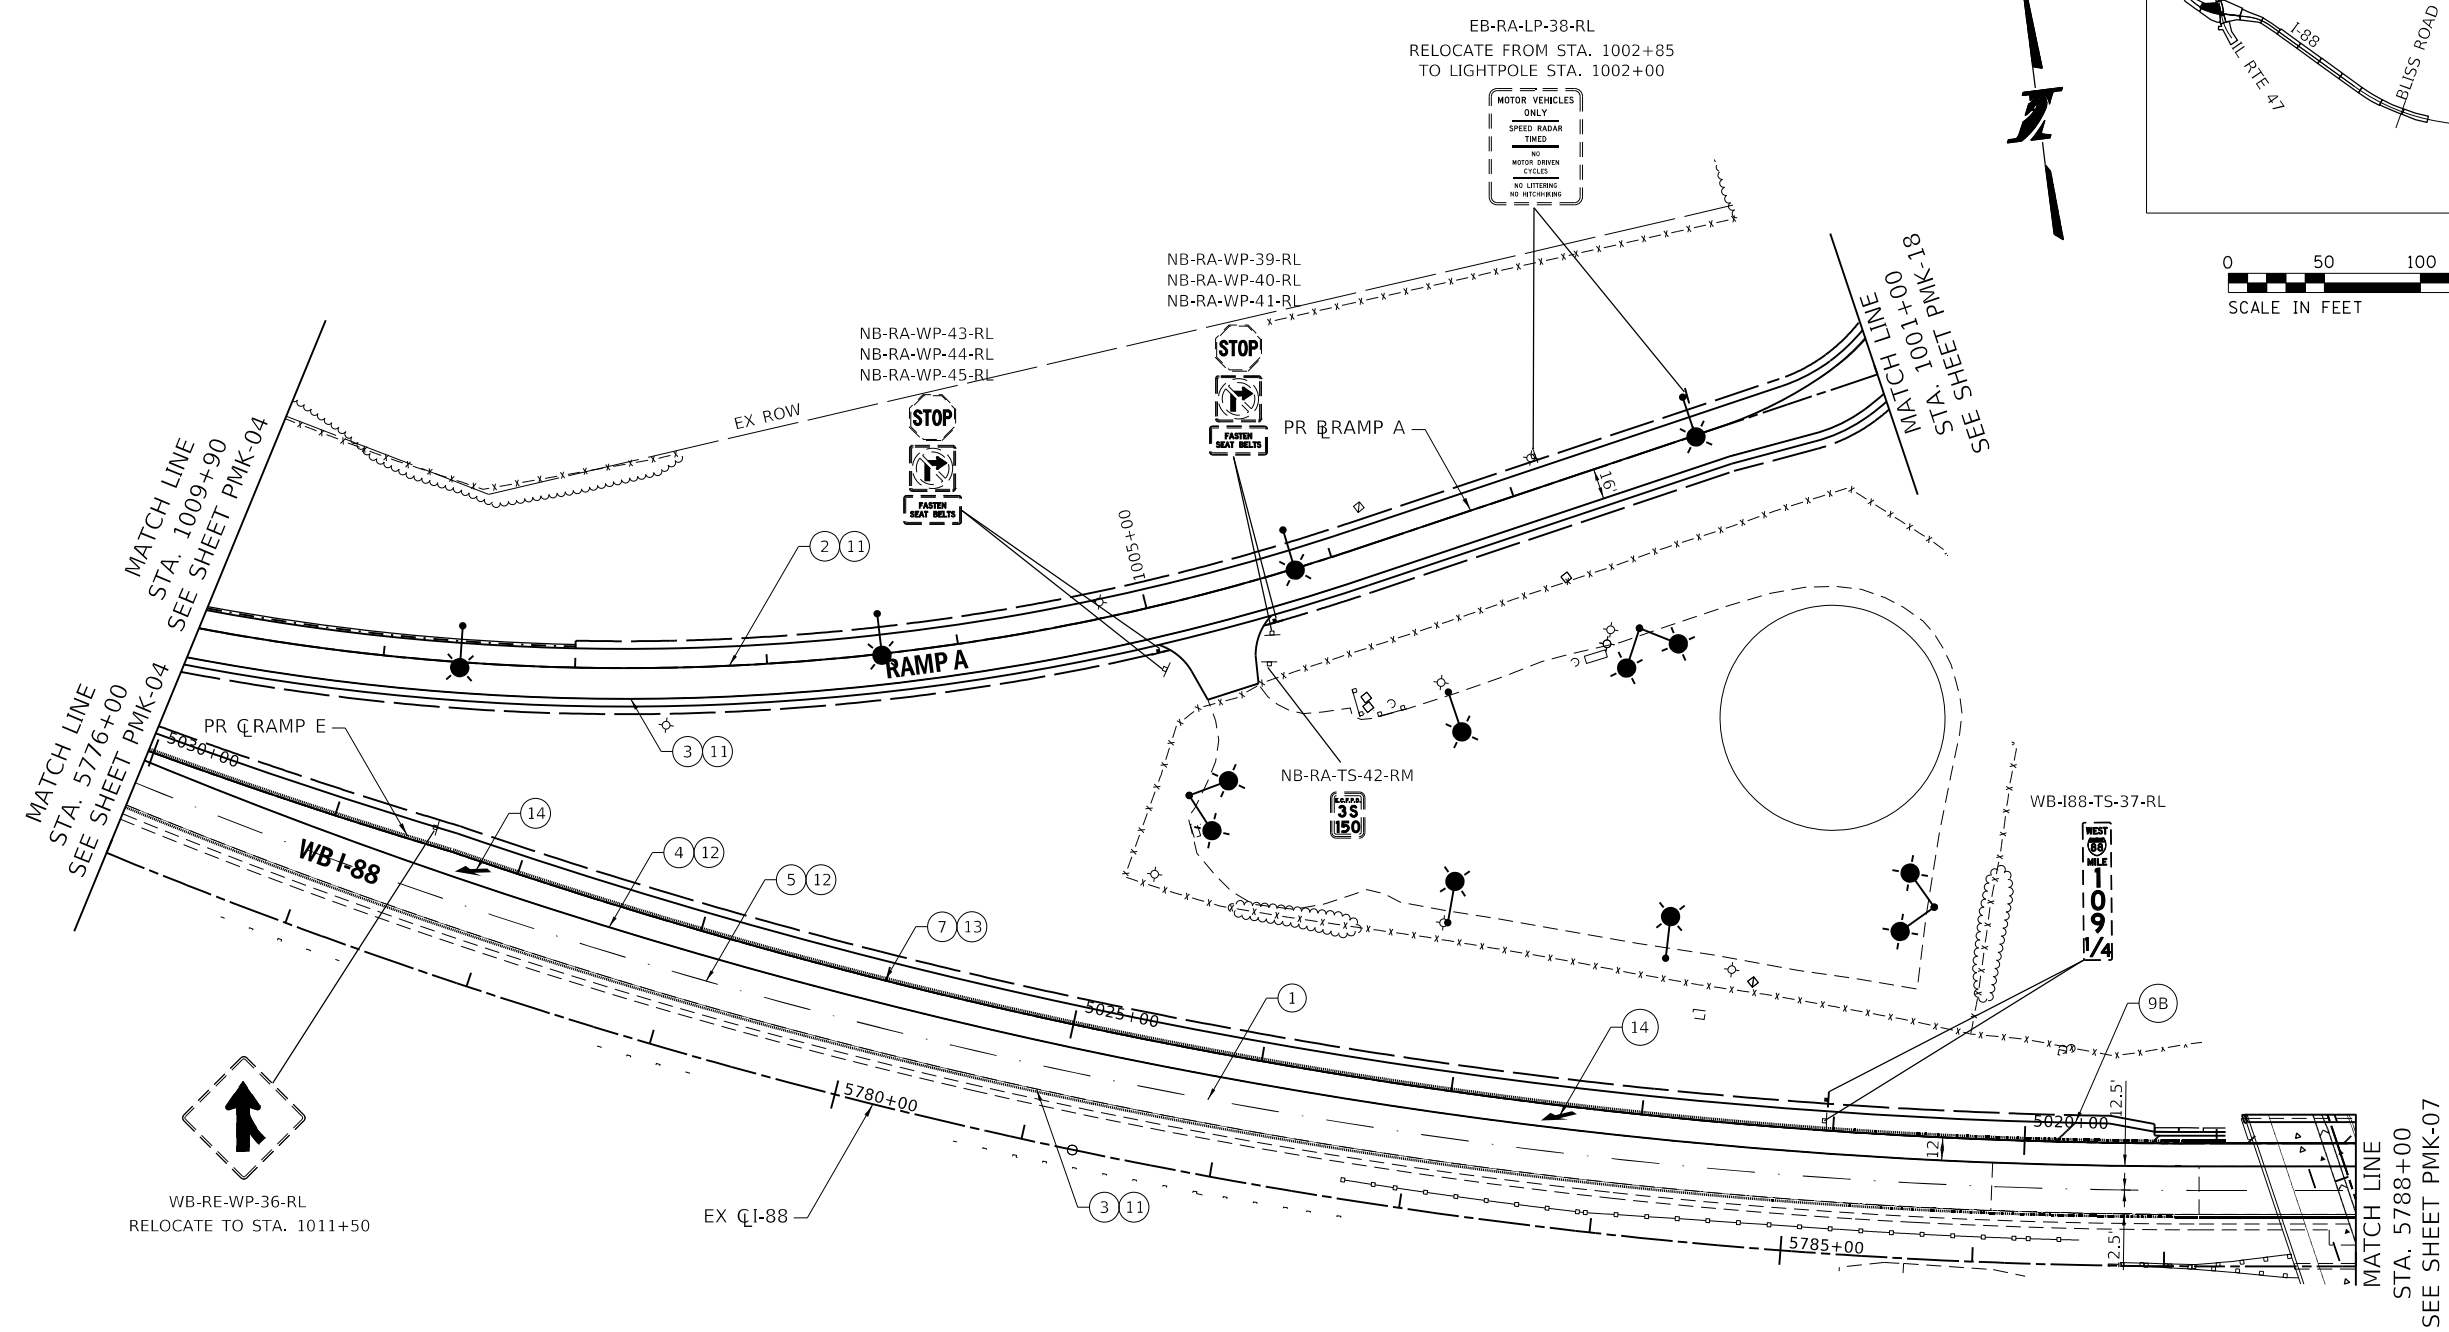 EB-RA-LP-38-RL
RELOCATE FROM STA. 1002+85
TO LIGHTPOLE STA. 1002+00
MOTOR VEHICLES
ONLY
SPEED RADAR
TIMED
NO
MOTOR DRIVEN
CYCLES
NO LITTERING
NO HITCHHIKING
I-88
IL RTE 47
BLISS ROAD
0 50 100
SCALE IN FEET
NB-RA-WP-39-RL
NB-RA-WP-40-RL
NB-RA-WP-41-RL
STOP
FASTEN
SEAT BELTS
NB-RA-WP-43-RL
NB-RA-WP-44-RL
NB-RA-WP-45-RL
STOP
FASTEN
SEAT BELTS
EX ROW
PR BL RAMP A
16'
MATCH LINE
STA. 1001+00
SEE SHEET PMK-18
MATCH LINE
STA. 1009+90
SEE SHEET PMK-04
2 11
1005+00
RAMP A
3 11
MATCH LINE
STA. 5776+00
SEE SHEET PMK-04
PR CL RAMP E
5030+00
14
WB I-88
4 12
5 12
7 13
NB-RA-TS-42-RM
3S
150
WB-I88-TS-37-RL
WEST
88
MILE
1
0
9
1/4
1
5025+00
14
9B
5020+00
12.5'
12'
12.5'
5780+00
EX CL I-88
3 11
5785+00
WB-RE-WP-36-RL
RELOCATE TO STA. 1011+50
MATCH LINE
STA. 5788+00
SEE SHEET PMK-07